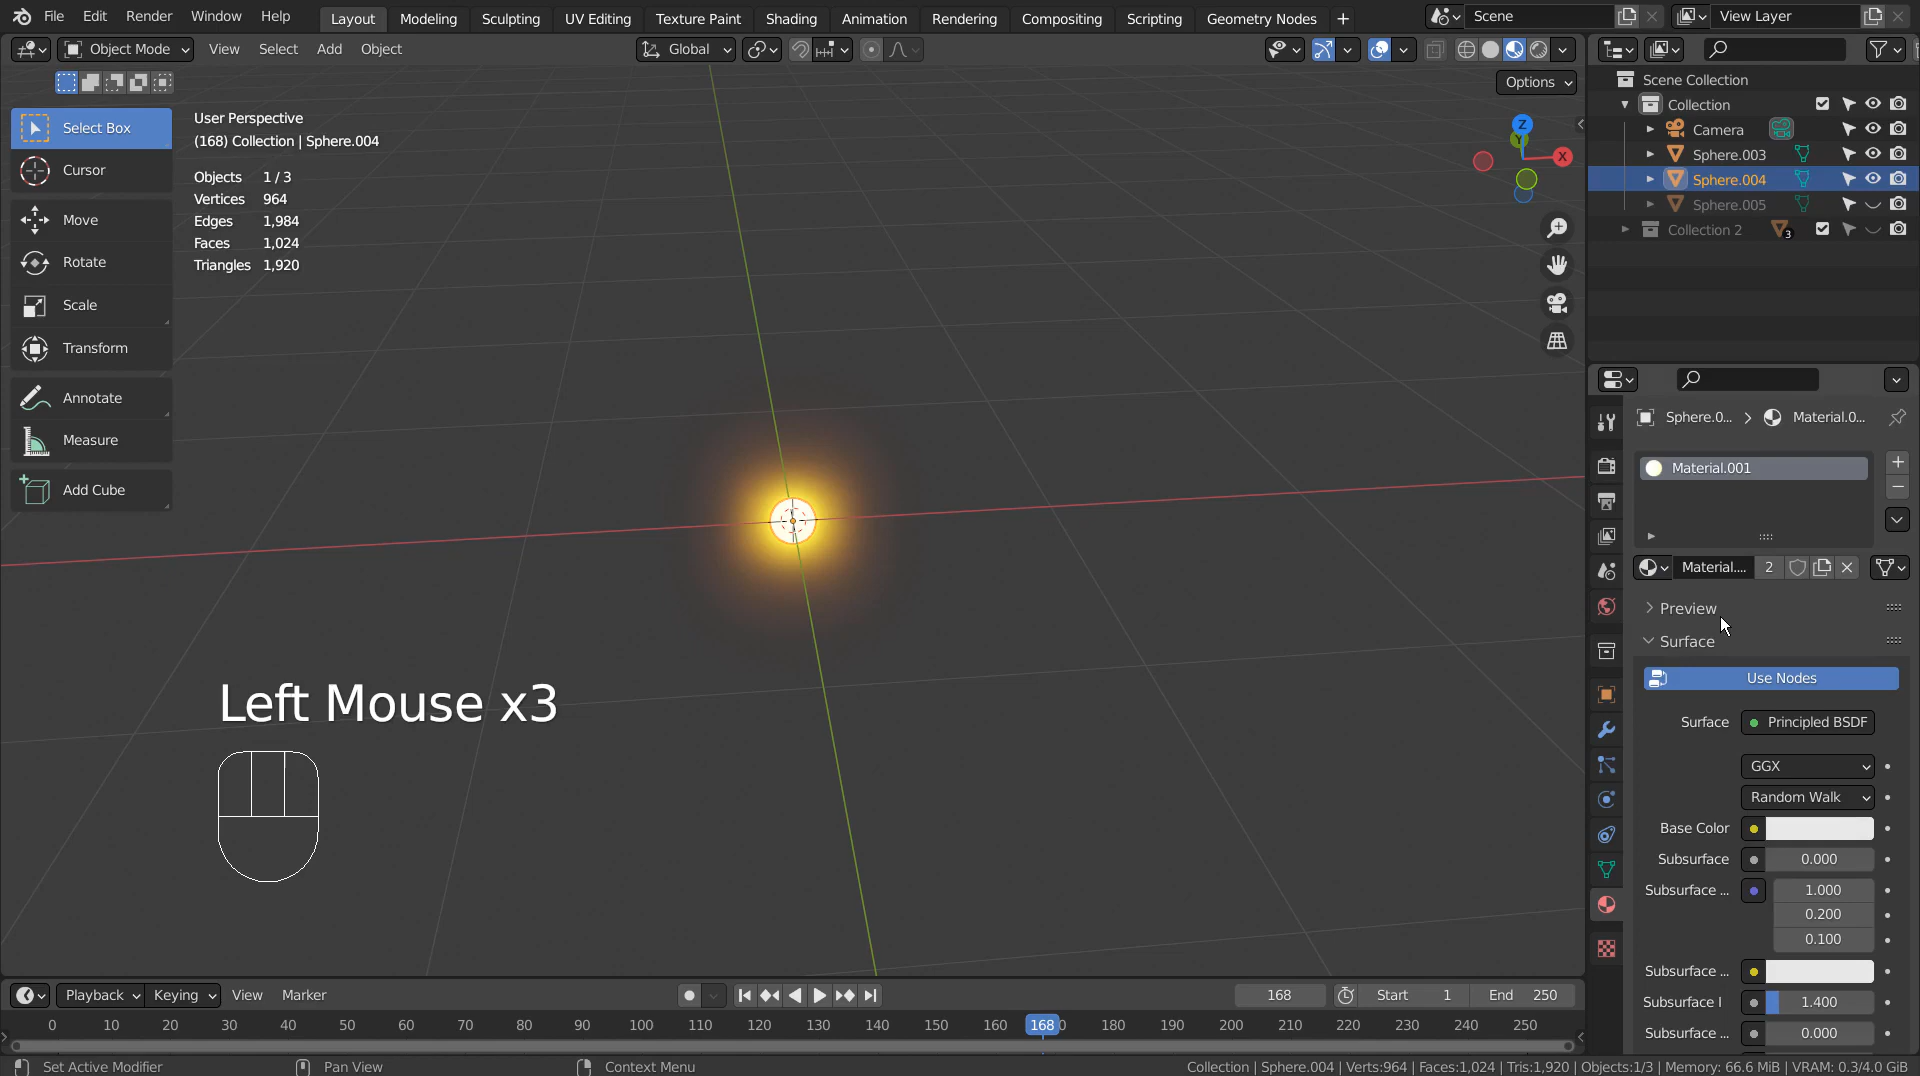 File Edit Render Window Help Layout Modeling Sculpting UV Editing Texture Paint Shading Animation Rendering Compositing Scripting Geometry Nodes + Scene View Layer
Object Mode View Select Add Object Global
Options
Select Box
Cursor
Move
Rotate
Scale
Transform
Annotate
Measure
Add Cube
User Perspective
(168) Collection | Sphere.004
Objects 1 / 3
Vertices 964
Edges 1,984
Faces 1,024
Triangles 1,920
Z
Y
X
Left Mouse x3
Scene Collection
Collection
Camera
Sphere.003
Sphere.004
Sphere.005
Collection 2 3
Sphere.0... > Material.0...
Material.001
Material.... 2
Preview
Surface
Use Nodes
Surface Principled BSDF
GGX
Random Walk
Base Color
Subsurface 0.000
Subsurface ... 1.000
0.200
0.100
Subsurface ...
Subsurface I 1.400
Subsurface ... 0.000
Playback Keying View Marker 168 Start 1 End 250
0 10 20 30 40 50 60 70 80 90 100 110 120 130 140 150 160 168 0 180 190 200 210 220 230 240 250
Set Active Modifier Pan View Context Menu Collection | Sphere.004 | Verts:964 | Faces:1,024 | Tris:1,920 | Objects:1/3 | Memory: 66.6 MiB | VRAM: 0.3/4.0 GiB